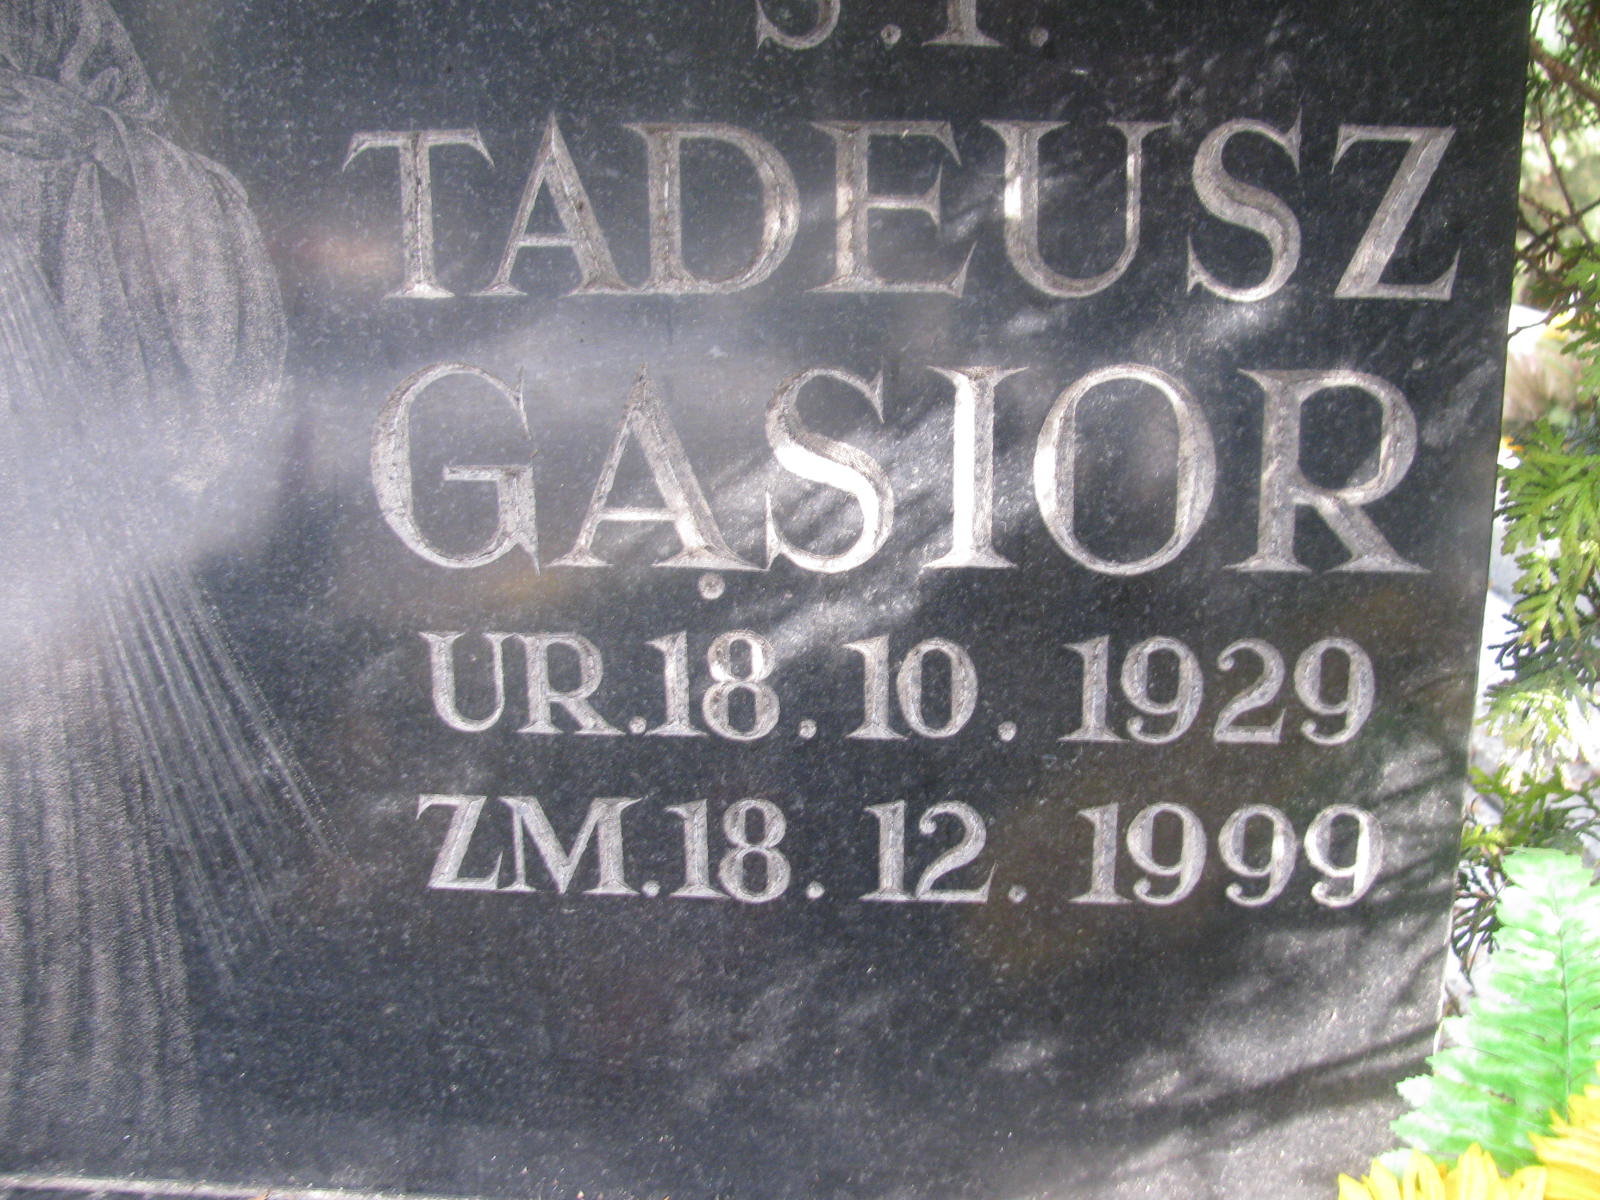 Ś.P.
TADEUSZ
GĄSIOR
UR.18.10.1929
ZM.18.12.1999